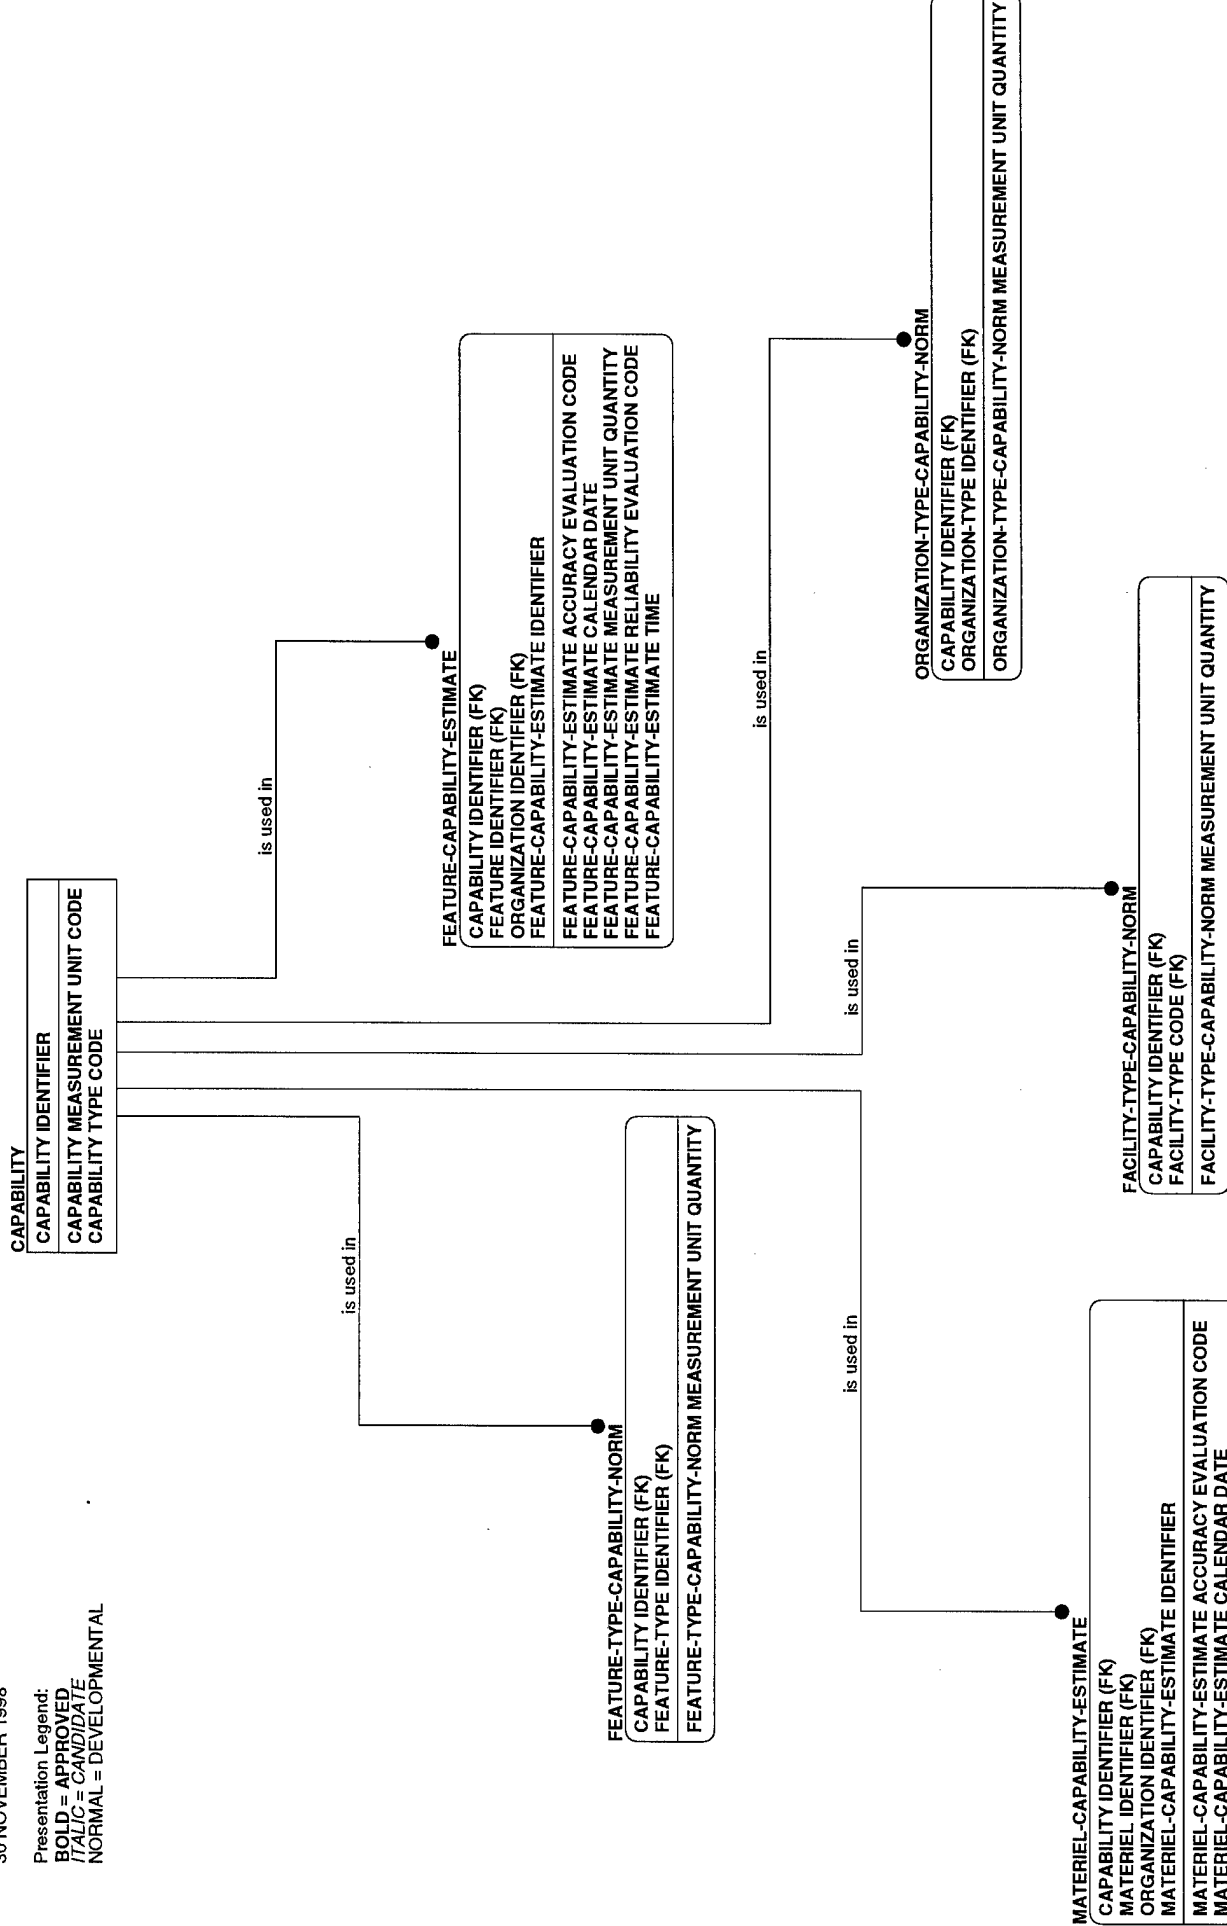 30 NOVEMBER 1998
Presentation Legend:
BOLD = APPROVED
ITALIC = CANDIDATE
NORMAL = DEVELOPMENTAL
CAPABILITY
CAPABILITY IDENTIFIER
CAPABILITY MEASUREMENT UNIT CODE
CAPABILITY TYPE CODE
is used in
is used in
is used in
is used in
is used in
FEATURE-CAPABILITY-ESTIMATE
CAPABILITY IDENTIFIER (FK)
FEATURE IDENTIFIER (FK)
ORGANIZATION IDENTIFIER (FK)
FEATURE-CAPABILITY-ESTIMATE IDENTIFIER
FEATURE-CAPABILITY-ESTIMATE ACCURACY EVALUATION CODE
FEATURE-CAPABILITY-ESTIMATE CALENDAR DATE
FEATURE-CAPABILITY-ESTIMATE MEASUREMENT UNIT QUANTITY
FEATURE-CAPABILITY-ESTIMATE RELIABILITY EVALUATION CODE
FEATURE-CAPABILITY-ESTIMATE TIME
FEATURE-TYPE-CAPABILITY-NORM
CAPABILITY IDENTIFIER (FK)
FEATURE-TYPE IDENTIFIER (FK)
FEATURE-TYPE-CAPABILITY-NORM MEASUREMENT UNIT QUANTITY
ORGANIZATION-TYPE-CAPABILITY-NORM
CAPABILITY IDENTIFIER (FK)
ORGANIZATION-TYPE IDENTIFIER (FK)
ORGANIZATION-TYPE-CAPABILITY-NORM MEASUREMENT UNIT QUANTITY
MATERIEL-CAPABILITY-ESTIMATE
CAPABILITY IDENTIFIER (FK)
MATERIEL IDENTIFIER (FK)
ORGANIZATION IDENTIFIER (FK)
MATERIEL-CAPABILITY-ESTIMATE IDENTIFIER
MATERIEL-CAPABILITY-ESTIMATE ACCURACY EVALUATION CODE
MATERIEL-CAPABILITY-ESTIMATE CALENDAR DATE
FACILITY-TYPE-CAPABILITY-NORM
CAPABILITY IDENTIFIER (FK)
FACILITY-TYPE CODE (FK)
FACILITY-TYPE-CAPABILITY-NORM MEASUREMENT UNIT QUANTITY